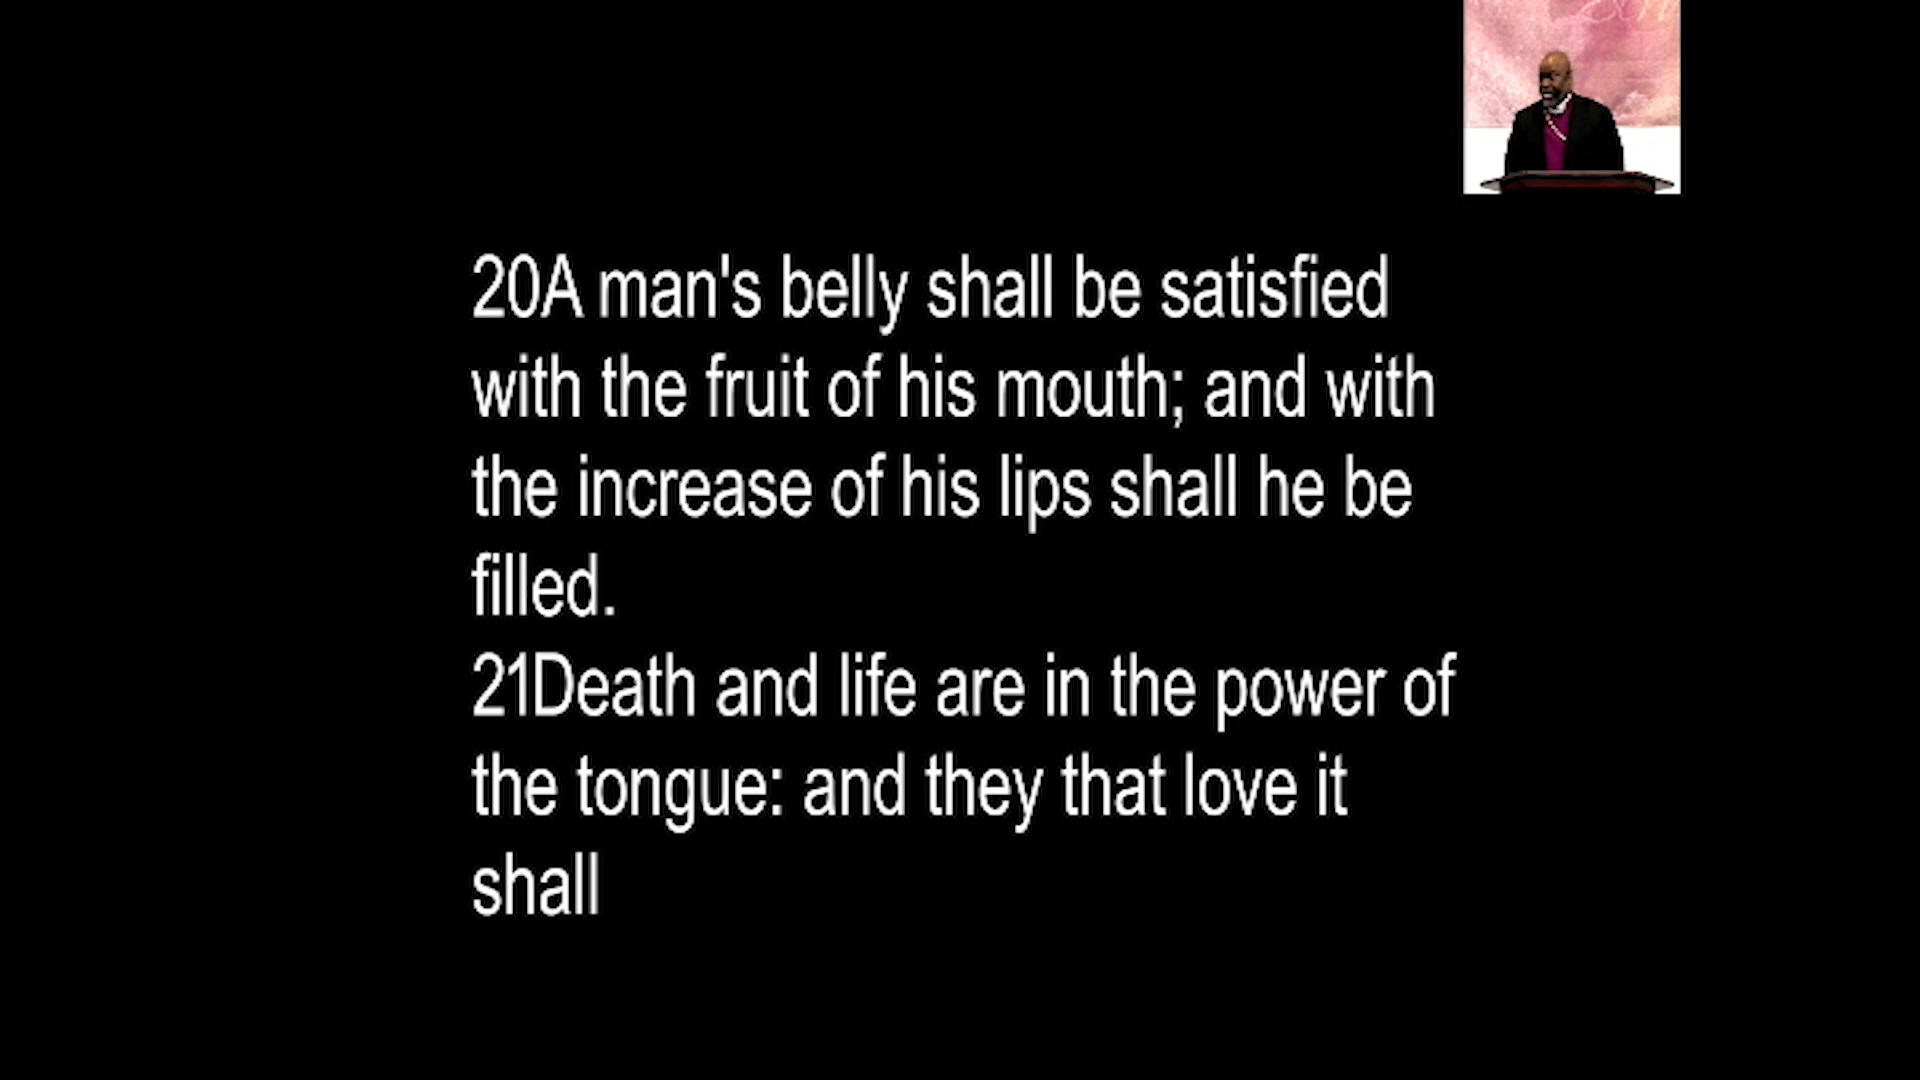 20A man's belly shall be satisfied
with the fruit of his mouth; and with
the increase of his lips shall he be
filled.
21Death and life are in the power of
the tongue: and they that love it
shall